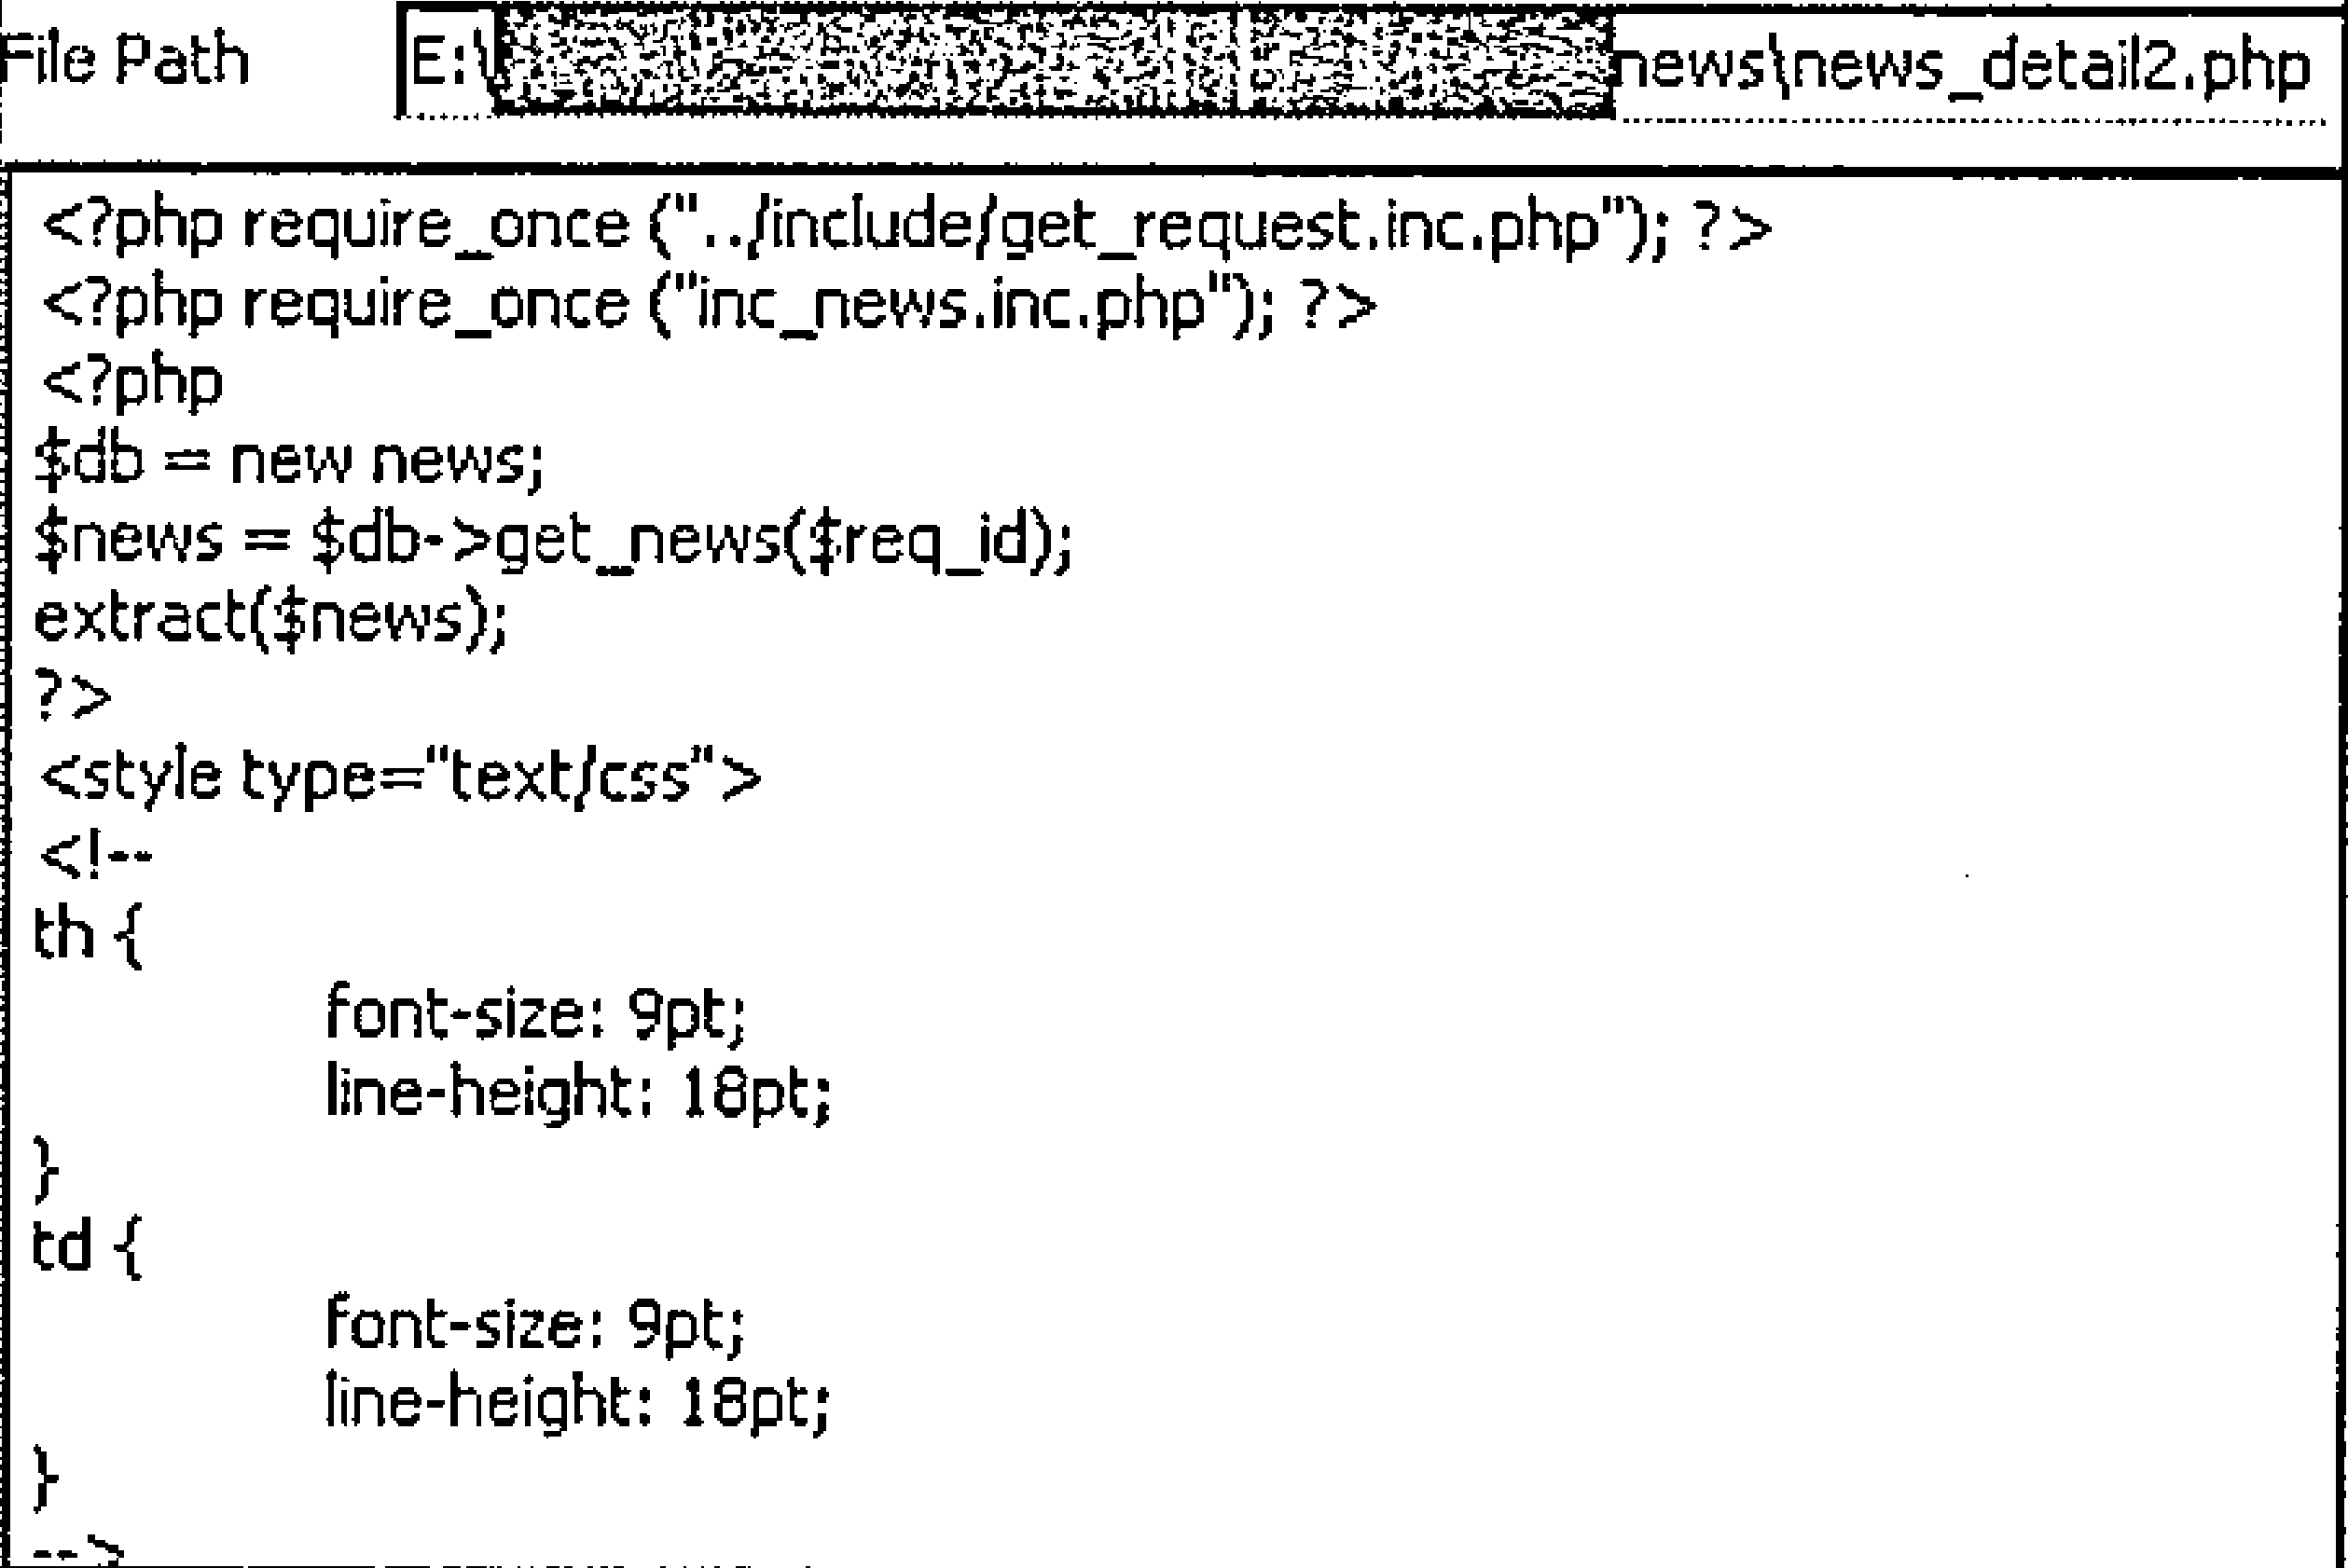 File Path E:\ news\news_detail2.php
<?php require_once ("../include/get_request.inc.php"); ?>
<?php require_once ("inc_news.inc.php"); ?>
<?php
$db = new news;
$news = $db->get_news($req_id);
extract($news);
?>
<style type="text/css">
<!--
th {
font-size: 9pt;
line-height: 18pt;
}
td {
font-size: 9pt;
line-height: 18pt;
}
-->